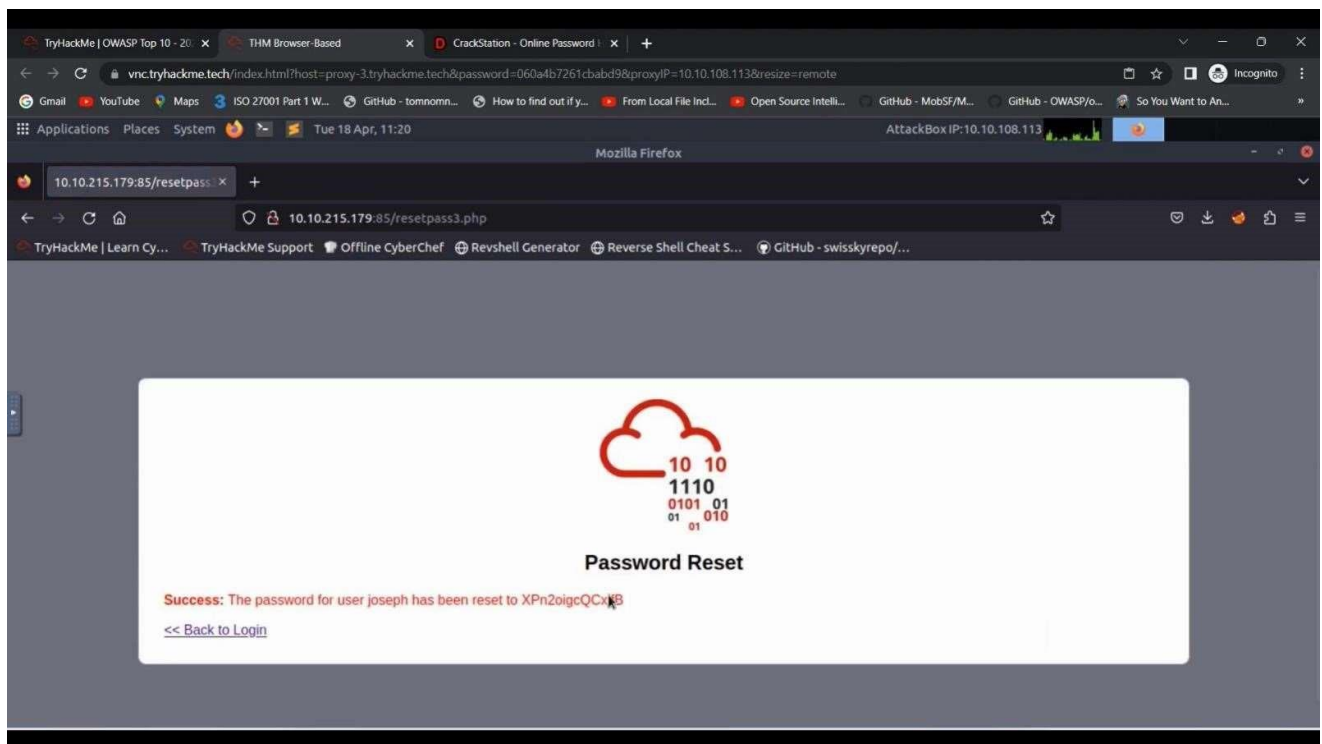 TryHackMe | OWASP Top 10 - 20
THM Browser-Based
CrackStation - Online Password
vnc.tryhackme.tech/index.html?host=proxy-3.tryhackme.tech&password=060a4b7261cbabd98&proxyIP=10.10.108.113&resize=remote
Incognito
Gmail YouTube Maps ISO 27001 Part 1 W... GitHub - tomnomn... How to find out if y... From Local File Incl... Open Source Intelli... GitHub - MobSF/M... GitHub - OWASP/o... So You Want to An... »
Applications Places System Tue 18 Apr, 11:20 AttackBox IP:10.10.108.113
Mozilla Firefox
10.10.215.179:85/resetpass
10.10.215.179:85/resetpass3.php
TryHackMe | Learn Cy... TryHackMe Support Offline CyberChef Revshell Generator Reverse Shell Cheat S... GitHub - swisskyrepo/...
10 10
1110
0101 01
01 010
01
Password Reset
Success: The password for user joseph has been reset to
<< Back to Login